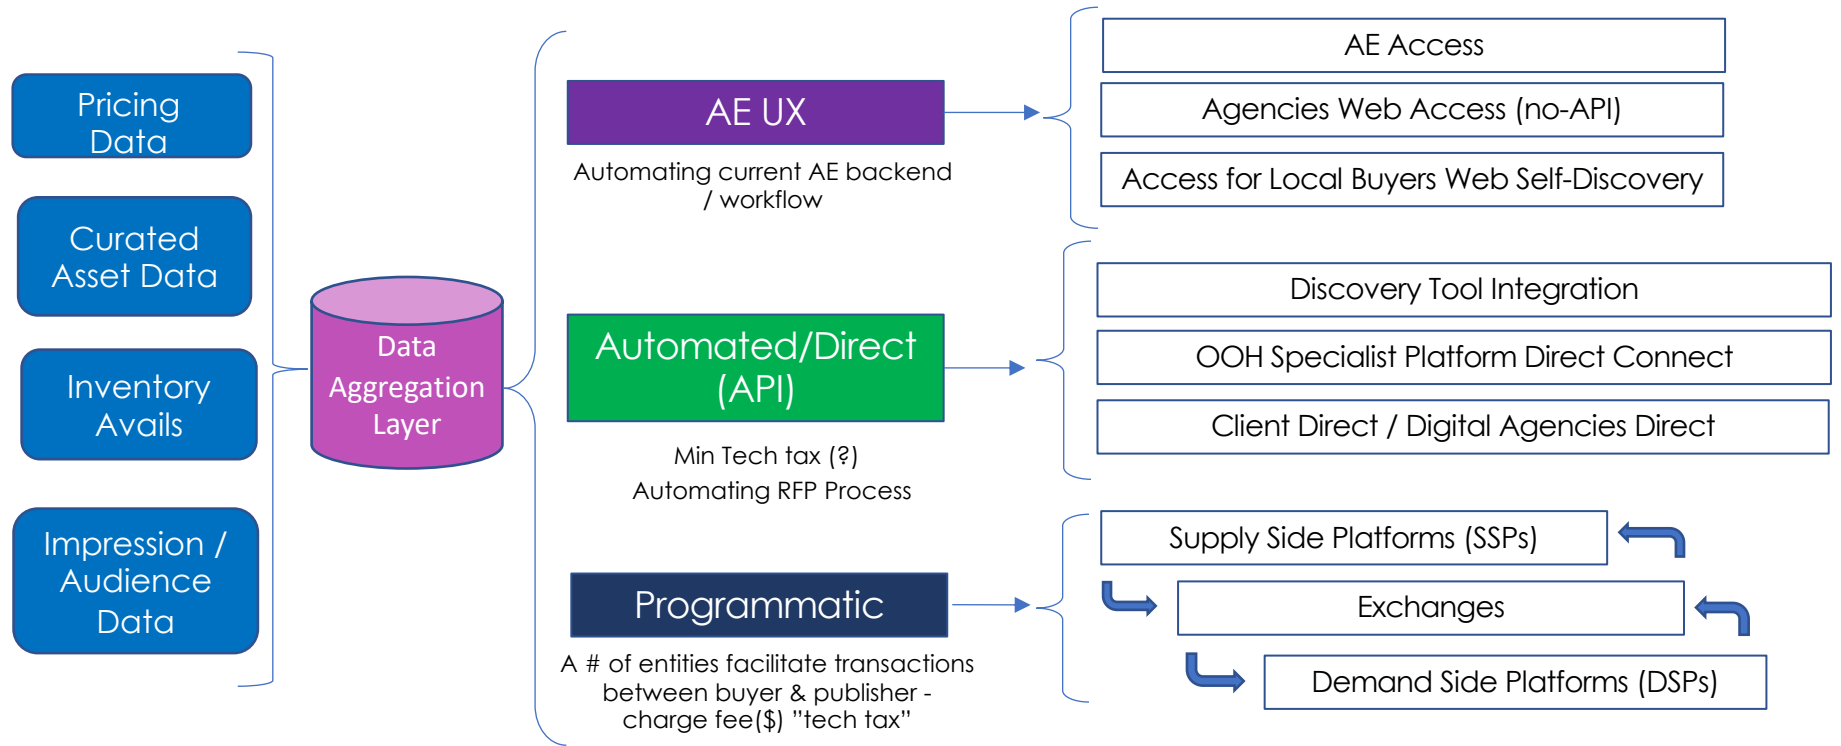 Pricing
Data
Curated
Asset Data
Inventory
Avails
Impression /
Audience
Data
Data
Aggregation
Layer
AE UX
Automating current AE backend
/ workflow
Automated/Direct
(API)
Min Tech tax (?)
Automating RFP Process
Programmatic
A # of entities facilitate transactions
between buyer & publisher -
charge fee($) ”tech tax”
AE Access
Agencies Web Access (no-API)
Access for Local Buyers Web Self-Discovery
Discovery Tool Integration
OOH Specialist Platform Direct Connect
Client Direct / Digital Agencies Direct
Supply Side Platforms (SSPs)
Exchanges
Demand Side Platforms (DSPs)